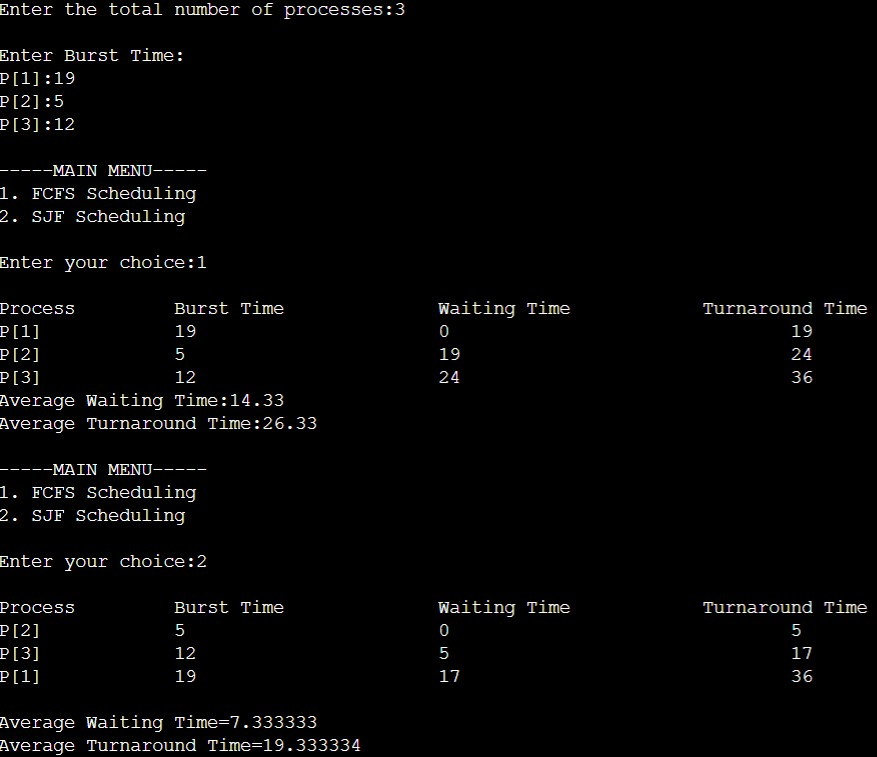 Enter the total number of processes:3
Enter Burst Time:
P[1]:19
P[2]:5
P[3]:12
-----MAIN MENU-----
1. FCFS Scheduling
2. SJF Scheduling
Enter your choice:1
Process Burst Time Waiting Time Turnaround Time
P[1] 19 0 19
P[2] 5 19 24
P[3] 12 24 36
Average Waiting Time:14.33
Average Turnaround Time:26.33
-----MAIN MENU-----
1. FCFS Scheduling
2. SJF Scheduling
Enter your choice:2
Process Burst Time Waiting Time Turnaround Time
P[2] 5 0 5
P[3] 12 5 17
P[1] 19 17 36
Average Waiting Time=7.333333
Average Turnaround Time=19.333334